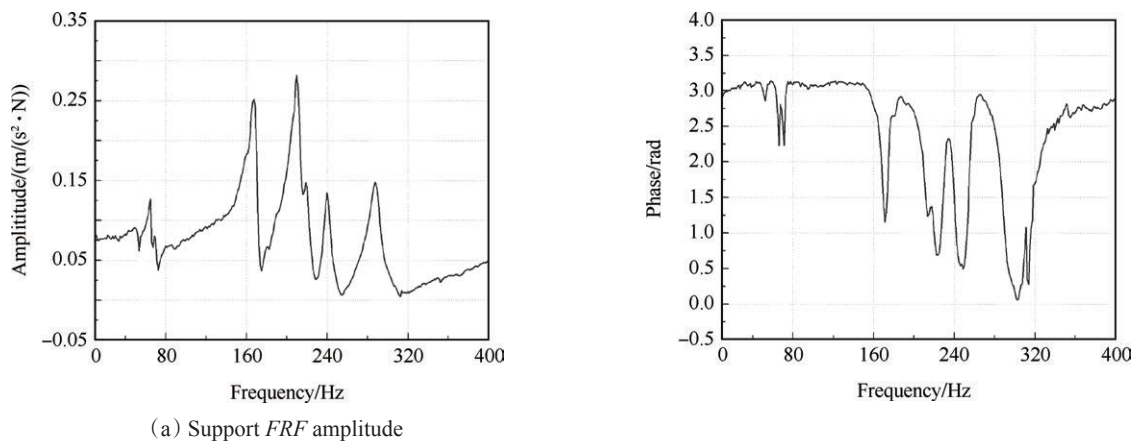 0.35
0.25
0.15
0.05
−0.05
Amplititude/(m/(s²·N))
0 80 160 240 320 400
Frequency/Hz
(a) Support FRF amplitude
4.0
3.5
3.0
2.5
2.0
1.5
1.0
0.5
0.0
−0.5
Phase/rad
0 80 160 240 320 400
Frequency/Hz